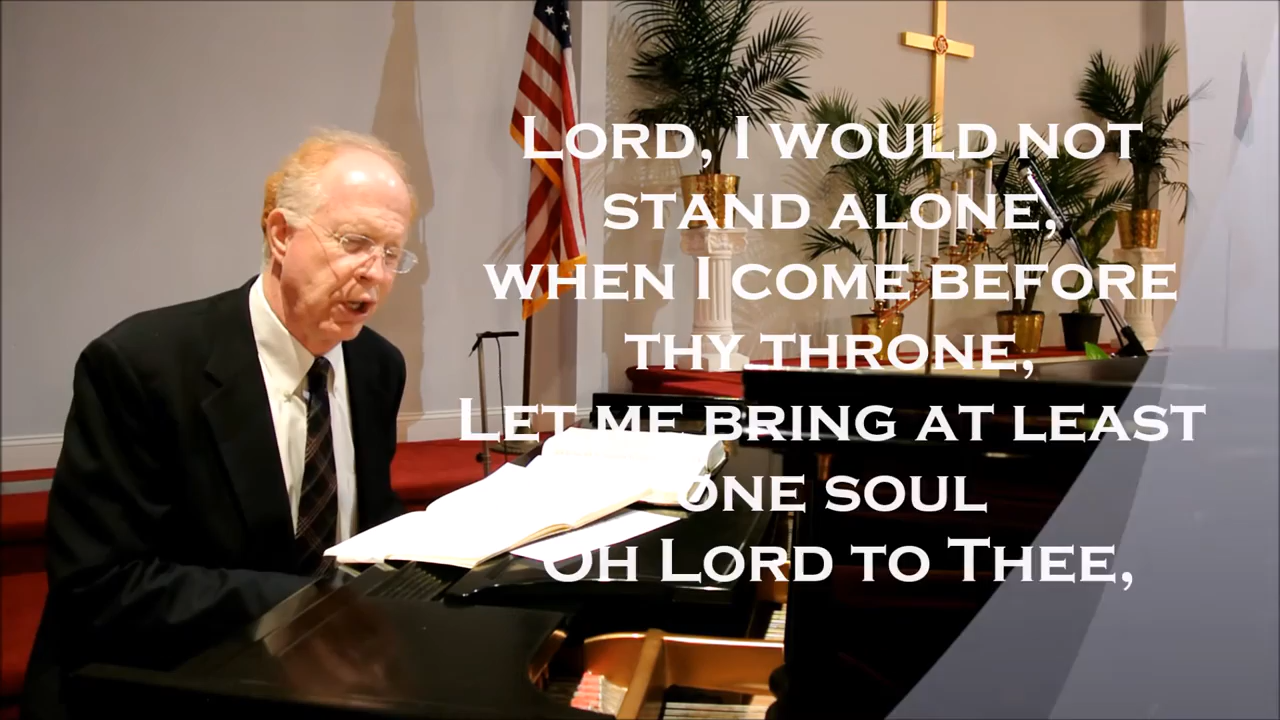 Lord, I would not
stand alone,
when I come before
thy throne,
Let me bring at least
one soul
Oh Lord to Thee,